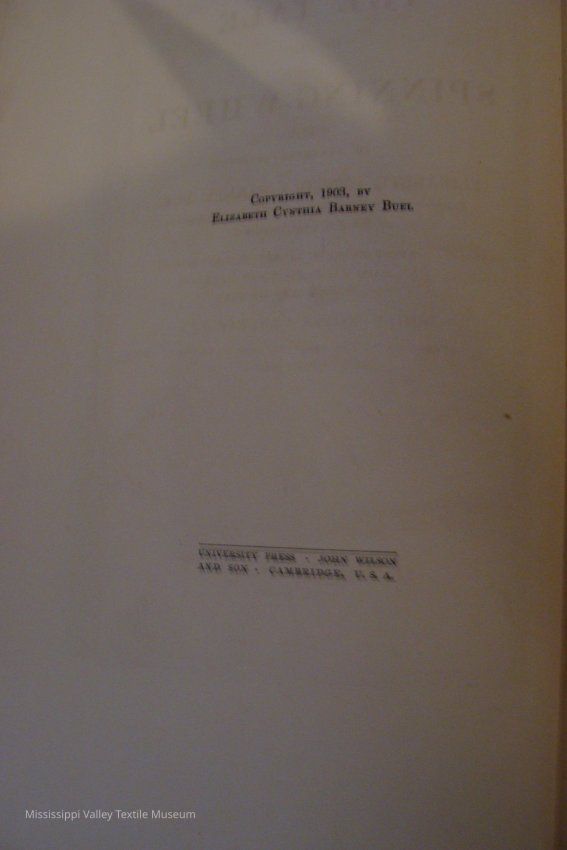 COPYRIGHT, 1903, BY
ELIZABETH CYNTHIA BARNEY BUEL
UNIVERSITY PRESS · JOHN WILSON
AND SON · CAMBRIDGE, U. S. A.
Mississippi Valley Textile Museum